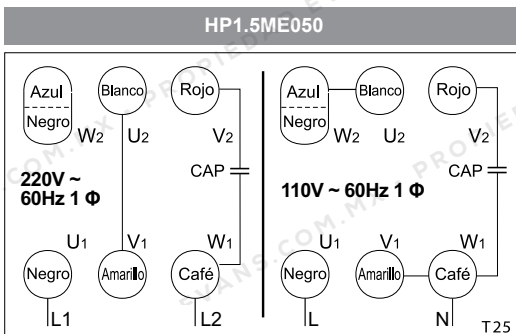 HP1.5ME050
Azul Blanco Rojo
Negro
W2 U2 V2
CAP
220V ~
60Hz 1 Φ
U1 V1 W1
Negro Amarillo Café
L1 L2
Azul Blanco Rojo
Negro
W2 U2 V2
CAP
110V ~ 60Hz 1 Φ
U1 V1 W1
Negro Amarillo Café
L N
T25